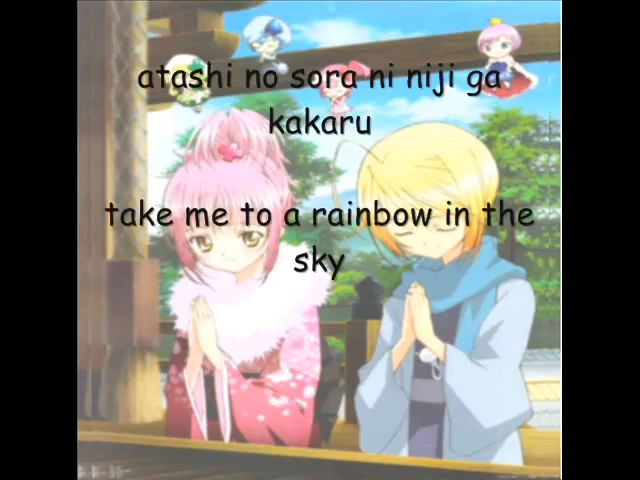 atashi no sora ni niji ga
kakaru
take me to a rainbow in the
sky